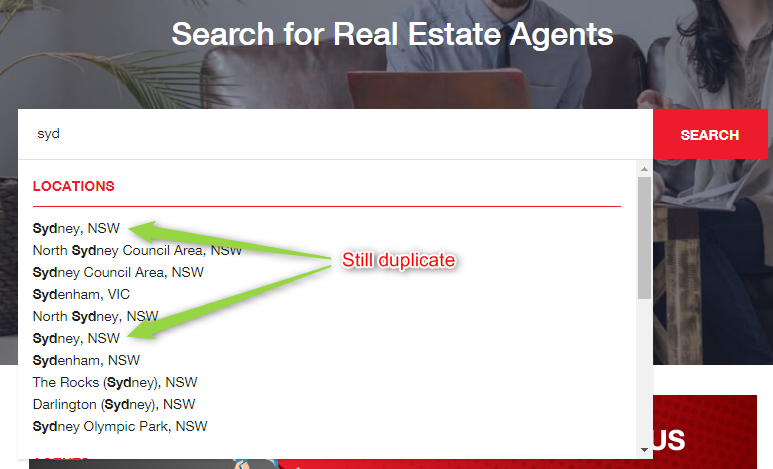 Search for Real Estate Agents
syd
SEARCH
LOCATIONS
Sydney, NSW
North Sydney Council Area, NSW
Sydney Council Area, NSW
Still duplicate
Sydenham, VIC
North Sydney, NSW
Sydney, NSW
Sydenham, NSW
The Rocks (Sydney), NSW
Darlington (Sydney), NSW
Sydney Olympic Park, NSW
US